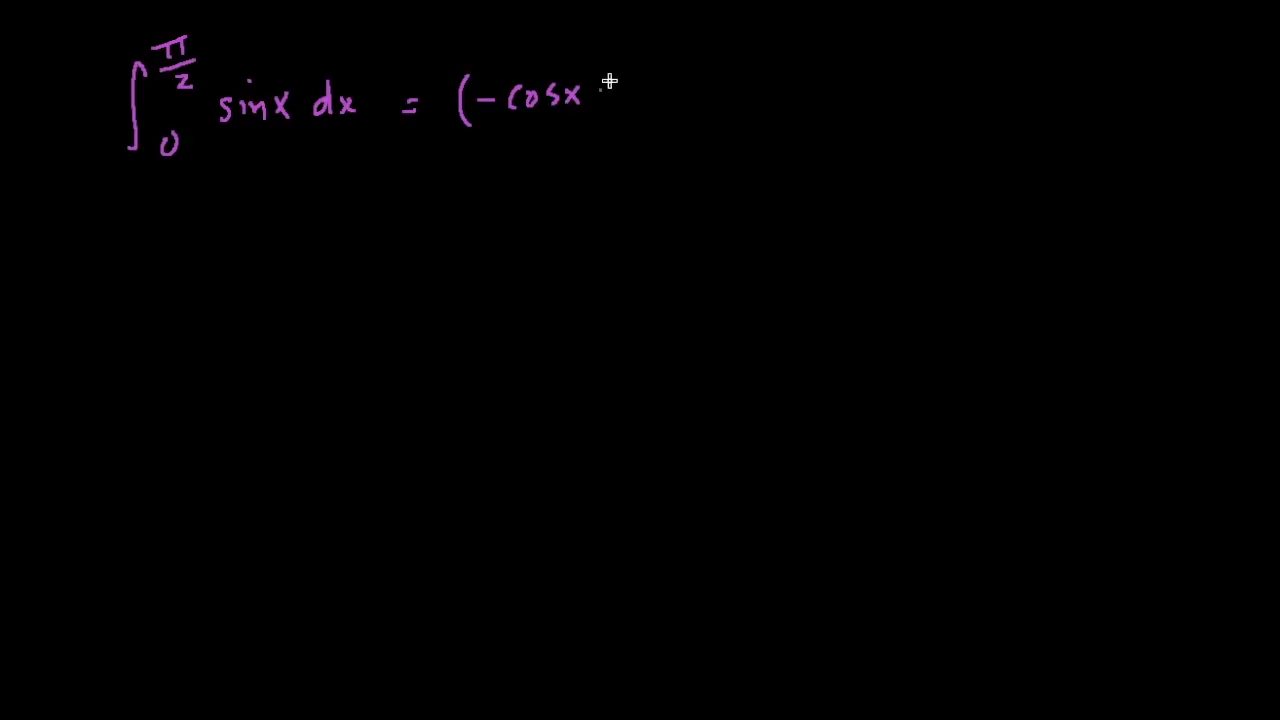 ∫₀^(π/2) sinx dx = (-cosx